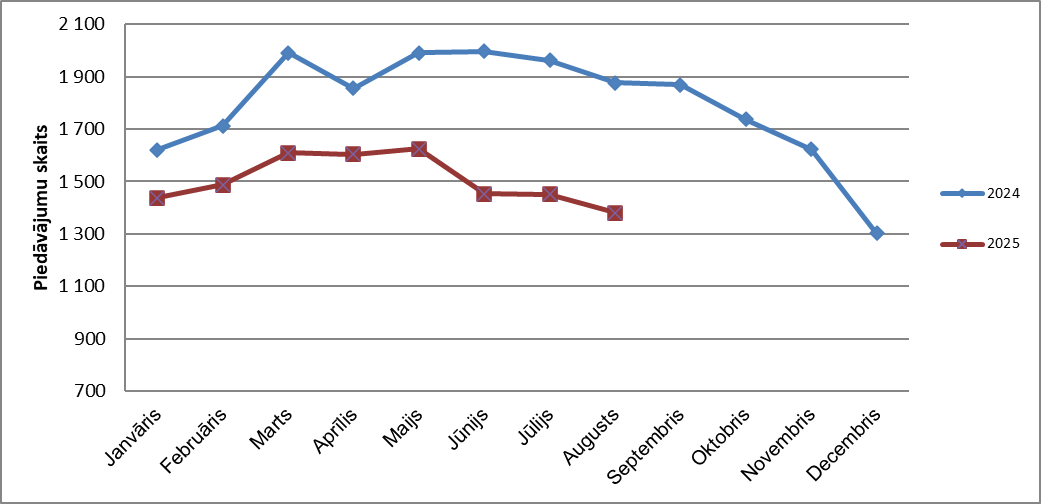 Piedāvājumu skaits
2 100
1 900
1 700
1 500
1 300
1 100
900
700
Janvāris
Februāris
Marts
Aprīlis
Maijs
Jūnijs
Jūlijs
Augusts
Septembris
Oktobris
Novembris
Decembris
2024
2025